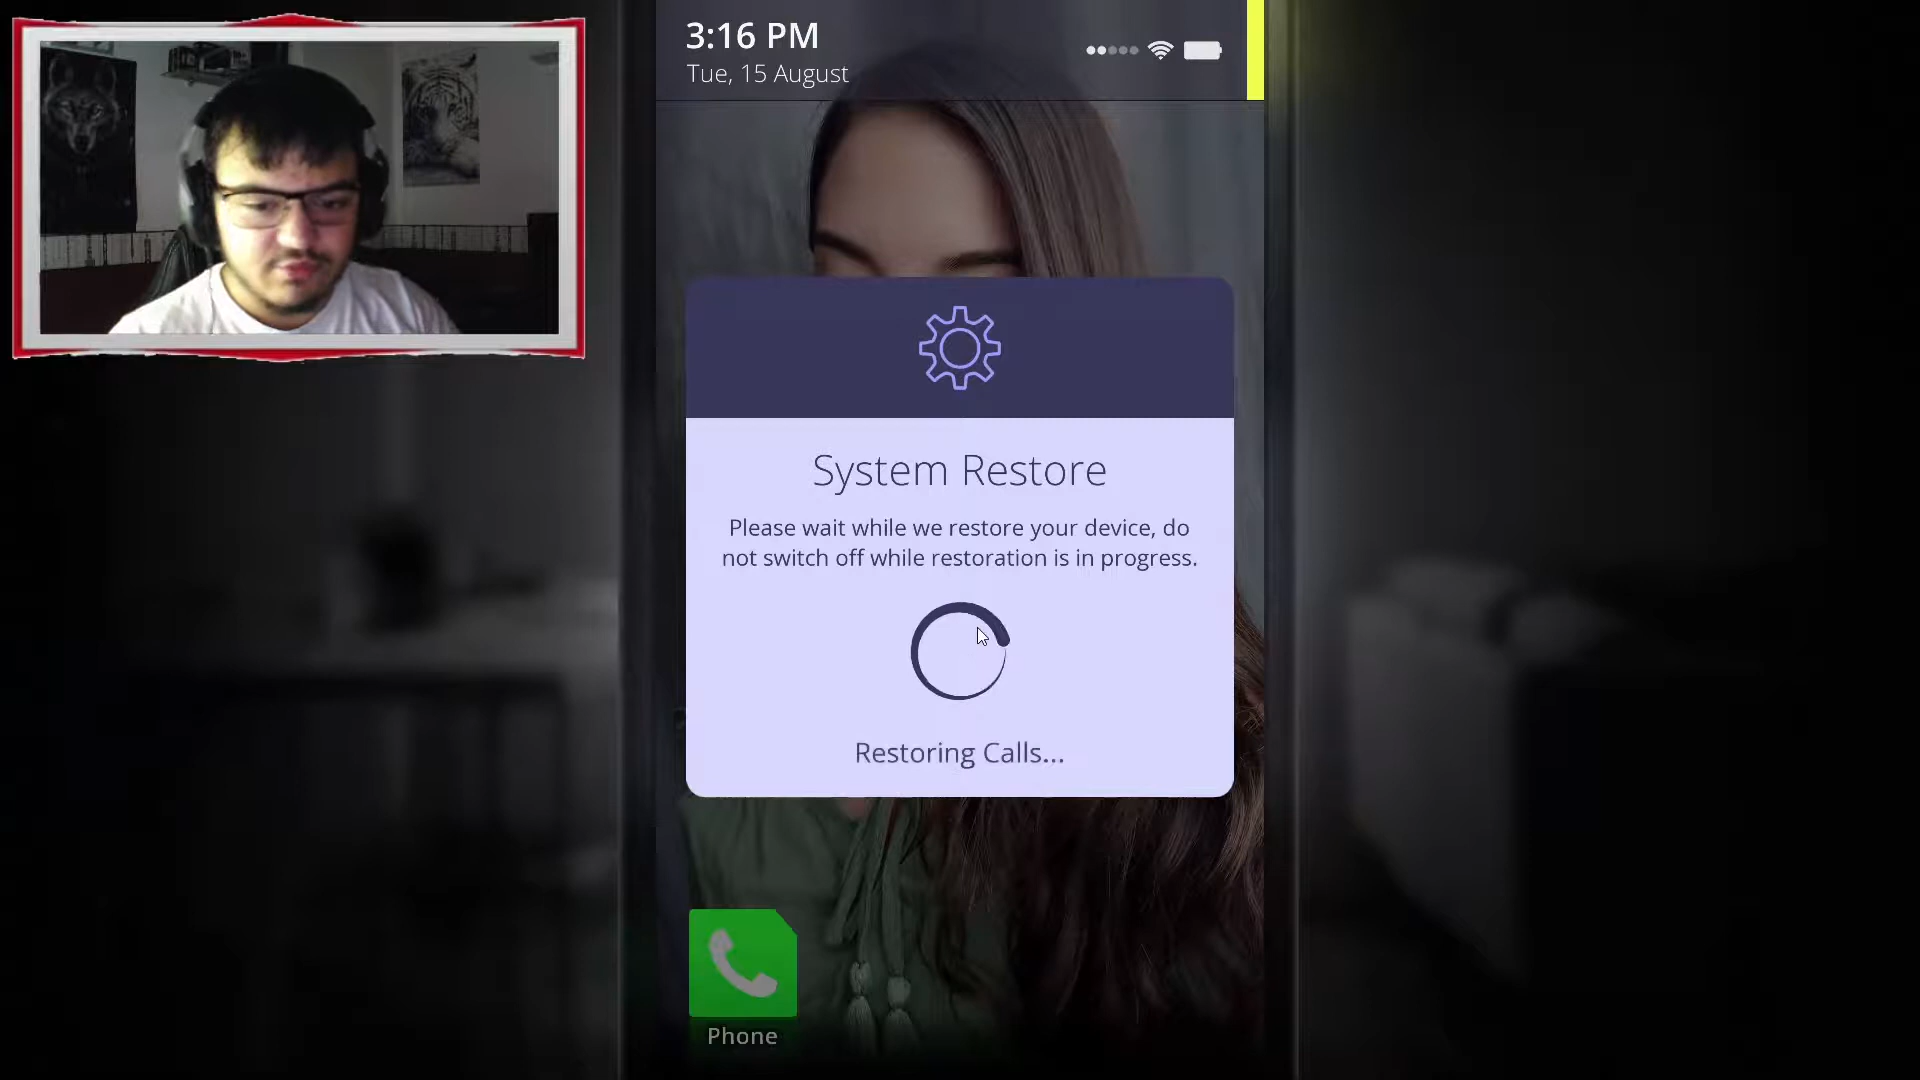 3:16 PM
Tue, 15 August
System Restore
Please wait while we restore your device, do
not switch off while restoration is in progress.
Restoring Calls...
Phone